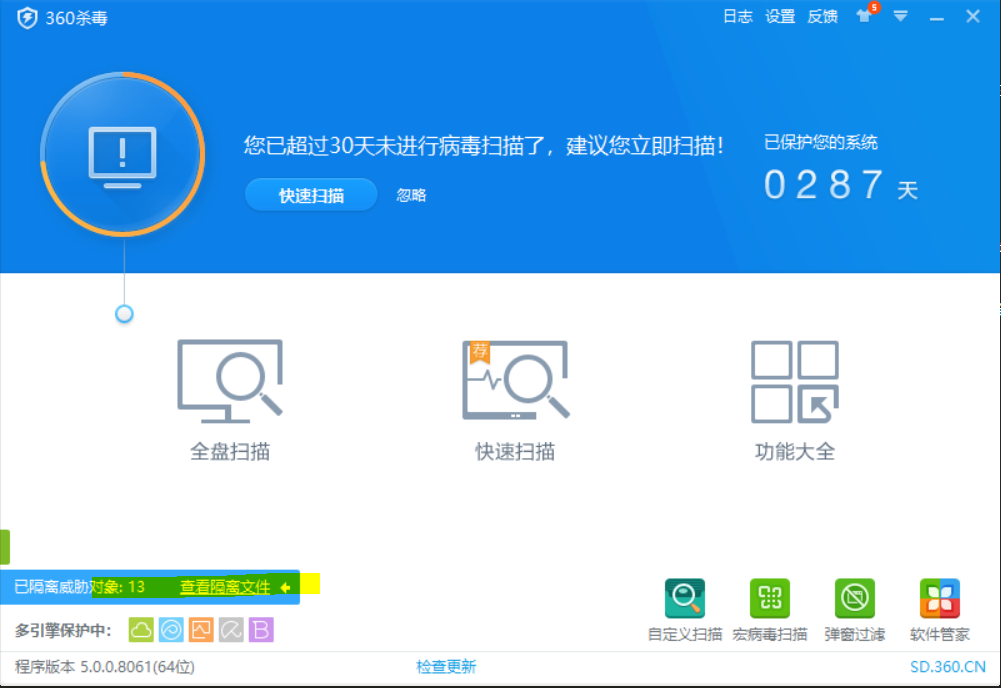 360杀毒
日志 设置 反馈 5
您已超过30天未进行病毒扫描了，建议您立即扫描！
已保护您的系统
快速扫描 忽略
0287 天
荐
全盘扫描 快速扫描 功能大全
已隔离威胁对象: 13 查看隔离文件
自定义扫描 宏病毒扫描 弹窗过滤 软件管家
多引擎保护中： B
程序版本 5.0.0.8061(64位) 检查更新 SD.360.CN